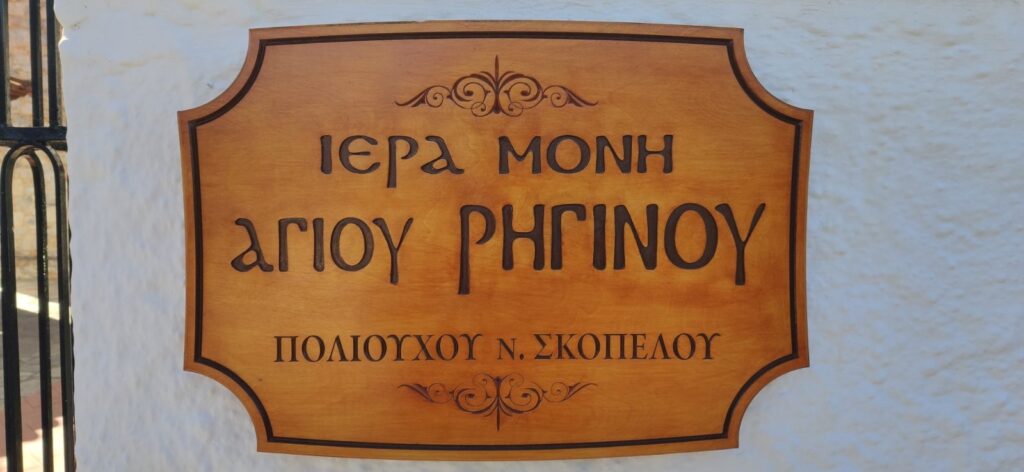 ΙΕΡΑ ΜΟΝΗ
ΑΓΙΟΥ ΡΗΓΙΝΟΥ
ΠΟΛΙΟΥΧΟΥ Ν. ΣΚΟΠΕΛΟΥ